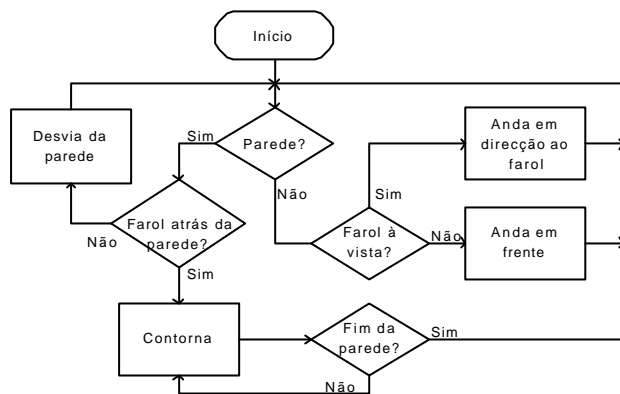 Início
Sim
Desvia da
parede
Parede?
Anda em
direcção ao
farol
Não
Sim
Farol atrás da
parede?
Não
Farol à
vista?
Não
Anda em
frente
Sim
Contorna
Fim da
parede?
Sim
Não